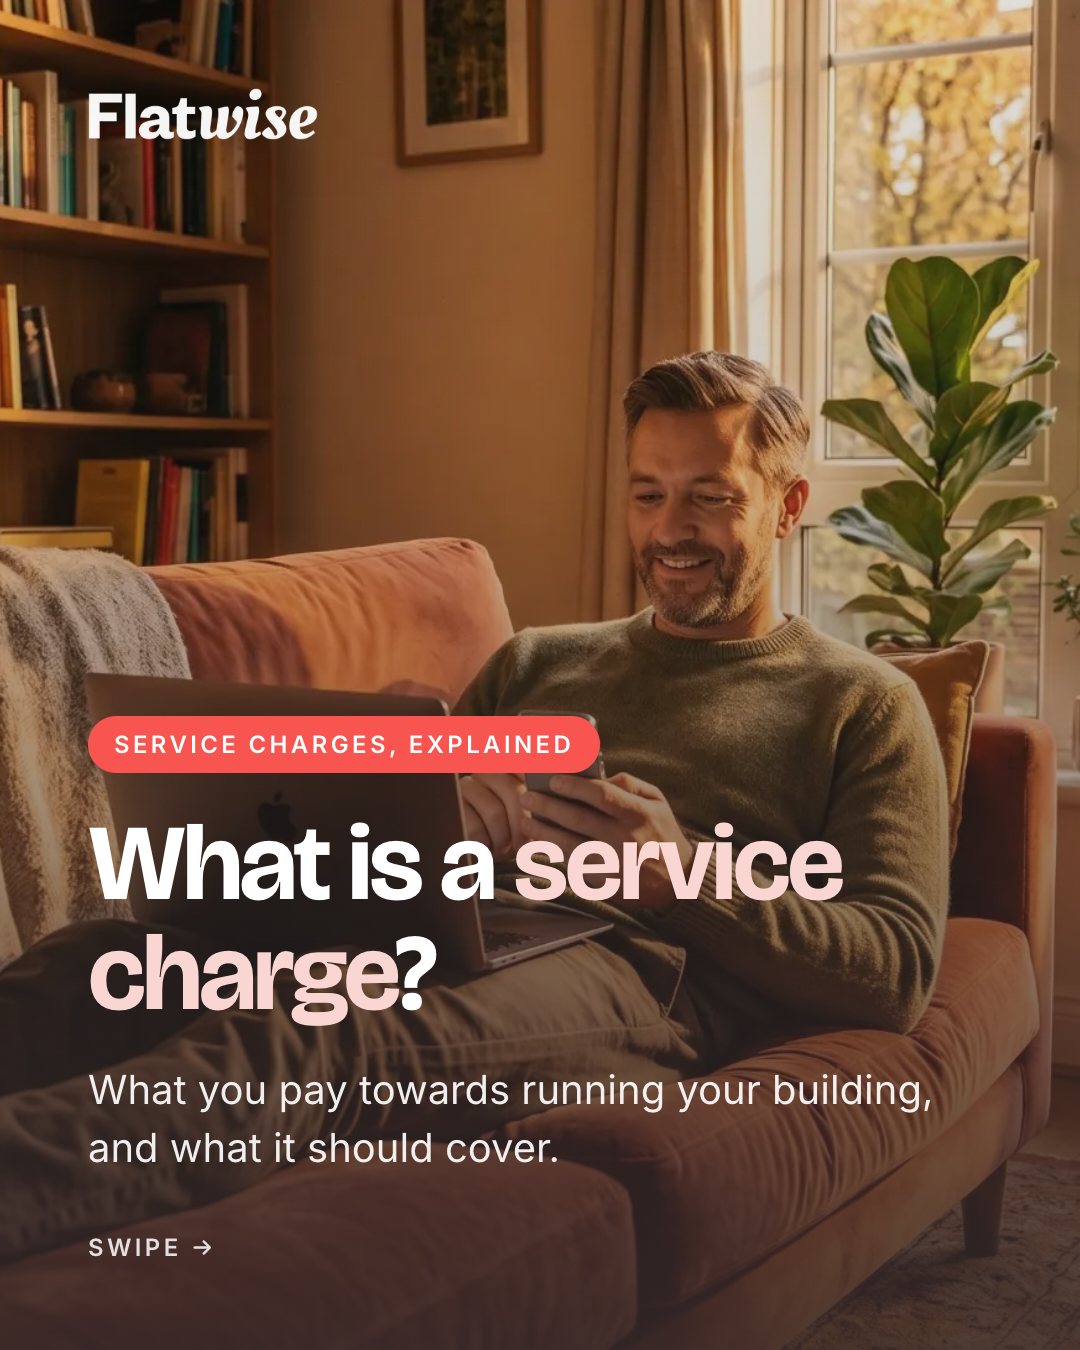 Flatwise
SERVICE CHARGES, EXPLAINED
What is a service
charge?
What you pay towards running your building,
and what it should cover.
SWIPE →